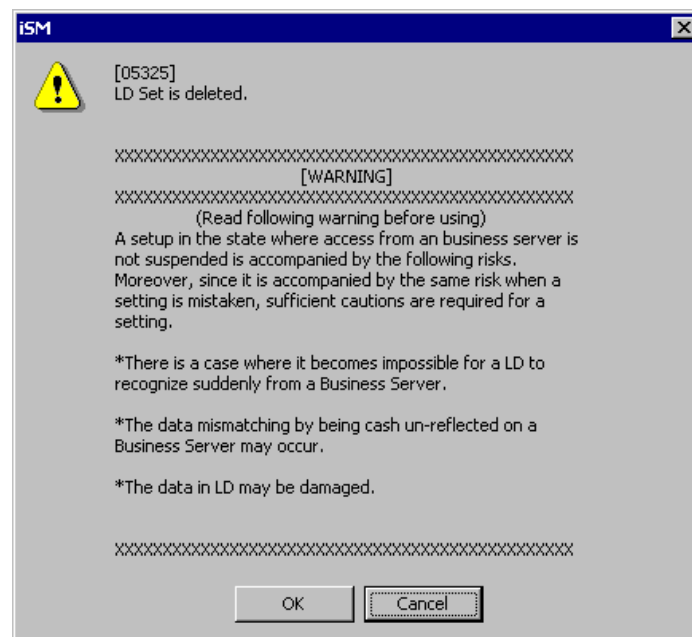 iSM
[05325]
LD Set is deleted.
XXXXXXXXXXXXXXXXXXXXXXXXXXXXXXXXXXXXXXXXXXXXXXXX
[WARNING]
XXXXXXXXXXXXXXXXXXXXXXXXXXXXXXXXXXXXXXXXXXXXXXXX
(Read following warning before using)
A setup in the state where access from an business server is
not suspended is accompanied by the following risks.
Moreover, since it is accompanied by the same risk when a
setting is mistaken, sufficient cautions are required for a
setting.
*There is a case where it becomes impossible for a LD to
recognize suddenly from a Business Server.
*The data mismatching by being cash un-reflected on a
Business Server may occur.
*The data in LD may be damaged.
XXXXXXXXXXXXXXXXXXXXXXXXXXXXXXXXXXXXXXXXXXXXXXXX
OK Cancel